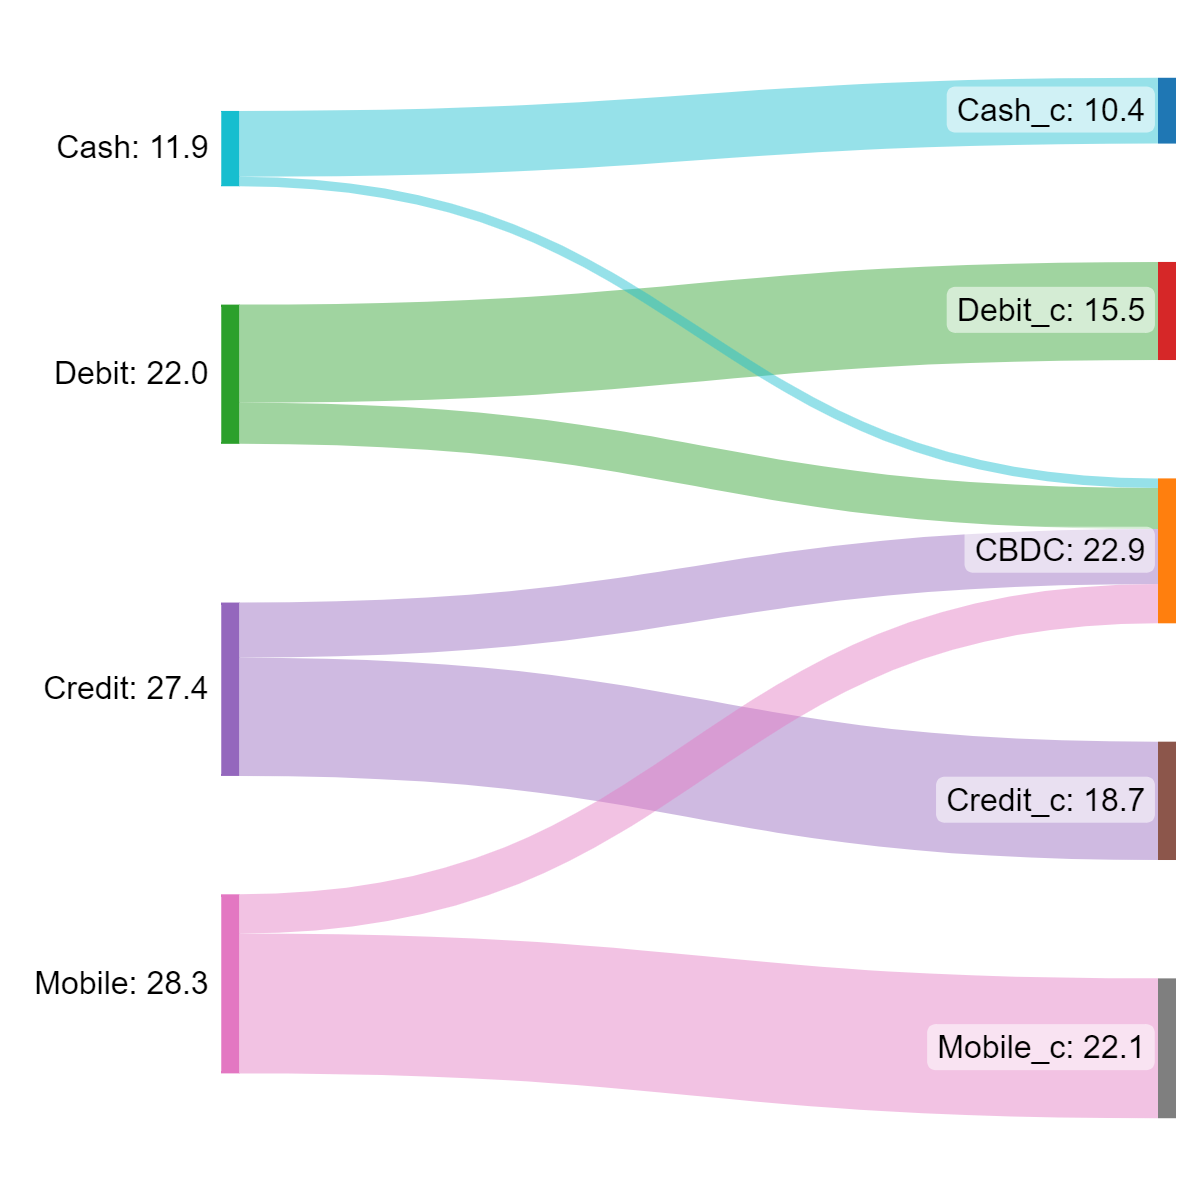 Cash: 11.9
Debit: 22.0
Credit: 27.4
Mobile: 28.3
Cash_c: 10.4
Debit_c: 15.5
CBDC: 22.9
Credit_c: 18.7
Mobile_c: 22.1